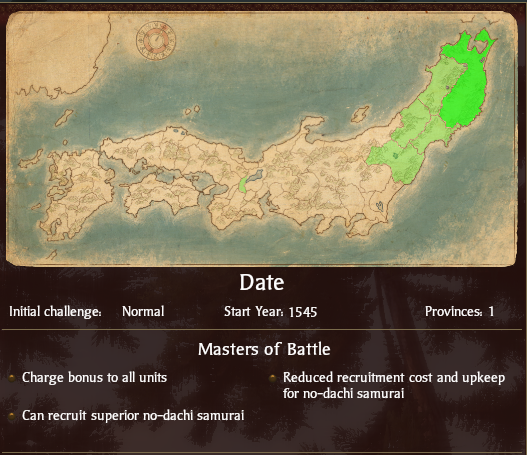 Date
Initial challenge: Normal Start Year: 1545 Provinces: 1
Masters of Battle
Charge bonus to all units
Reduced recruitment cost and upkeep
for no-dachi samurai
Can recruit superior no-dachi samurai